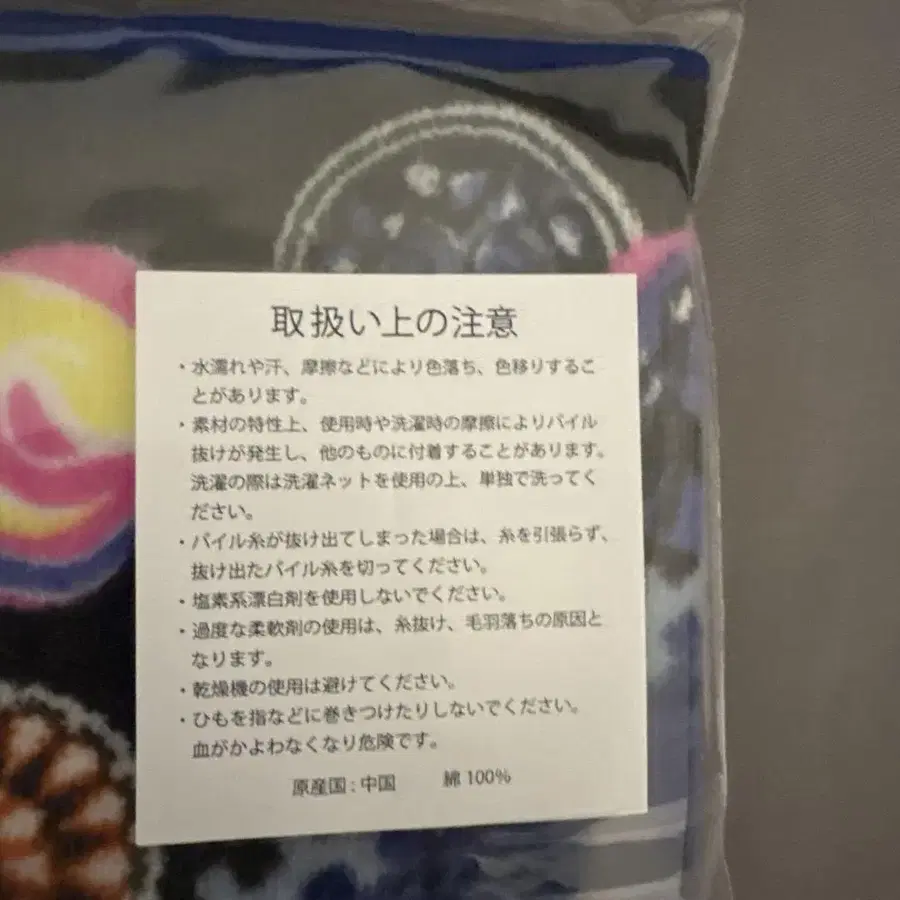 取扱い上の注意
・水濡れや汗、摩擦などにより色落ち、色移りするこ
とがあります。
・素材の特性上、使用時や洗濯時の摩擦によりパイル
抜けが発生し、他のものに付着することがあります。
洗濯の際は洗濯ネットを使用の上、単独で洗ってく
ださい。
・パイル糸が抜け出てしまった場合は、糸を引張らず、
抜け出たパイル糸を切ってください。
・塩素系漂白剤を使用しないでください。
・過度な柔軟剤の使用は、糸抜け、毛羽落ちの原因と
なります。
・乾燥機の使用は避けてください。
・ひもを指などに巻きつけたりしないでください。
血がかよわなくなり危険です。
原産国 : 中国 綿 100%